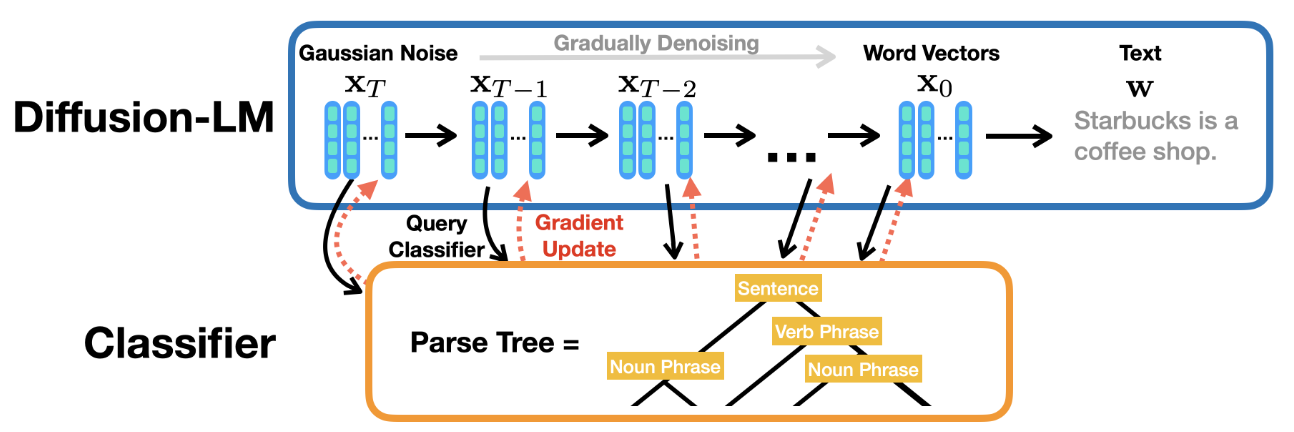 Diffusion-LM
Gaussian Noise
Gradually Denoising
Word Vectors
Text
x_T
x_{T-1}
x_{T-2}
x_0
w
...
...
...
...
...
Starbucks is a
coffee shop.
Query
Classifier
Gradient
Update
Classifier
Parse Tree =
Sentence
Verb Phrase
Noun Phrase
Noun Phrase